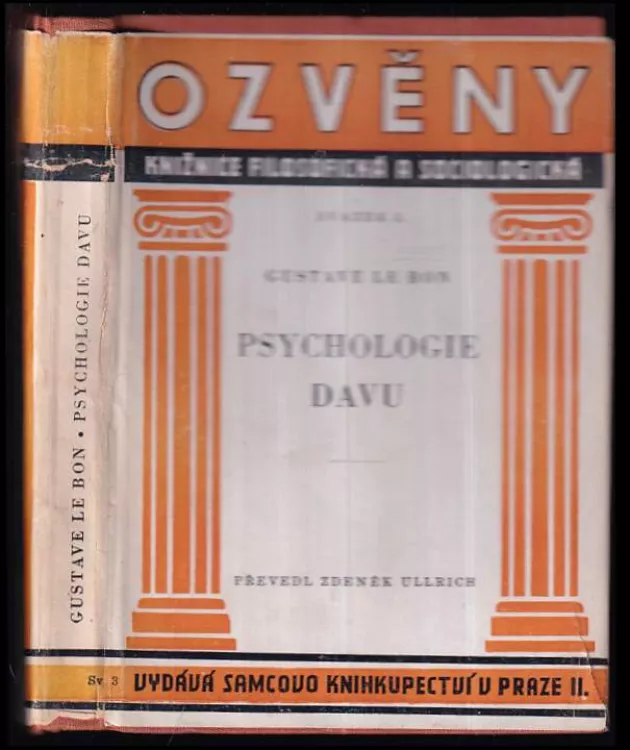 OZVĚNY
KNIŽNICE FILOSOFICKÁ A SOCIOLOGICKÁ
GUSTAVE LE BON
PSYCHOLOGIE
DAVU
PŘEVEDL ZDENĚK ULLRICH
VYDÁVÁ SAMCOVO KNIHKUPECTVÍ V PRAZE II.
GUSTAVE LE BON • PSYCHOLOGIE DAVU
Sv. 3